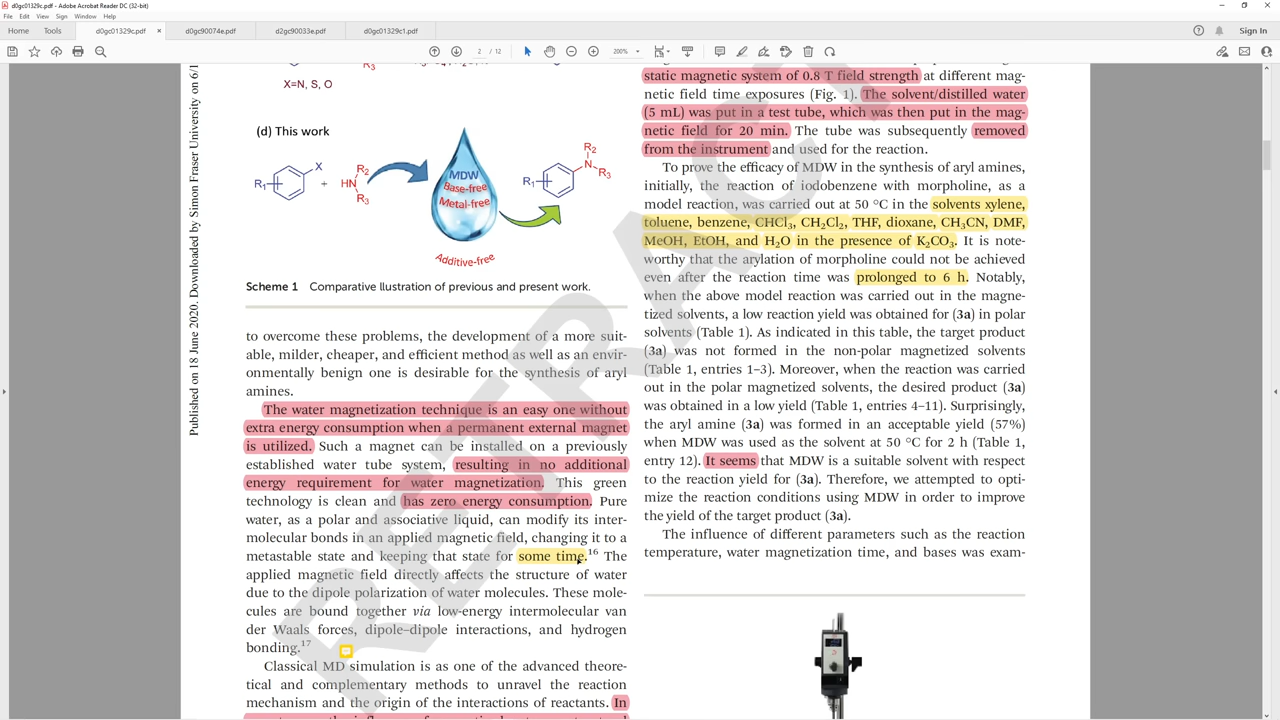 d0gc01329c.pdf - Adobe Acrobat Reader DC (32-bit)
File Edit View Sign Window Help
Home Tools d0gc01329c.pdf × d0gc90074e.pdf d2gc90033e.pdf d0gc01329c1.pdf Sign In
2 / 12 200%
Published on 18 June 2020. Downloaded by Simon Fraser University on 6/1
R3
X=N, S, O
(d) This work
R1 X + HN R2 R3
MDW
Base-free
Metal-free
R1 N R2 R3
Additive-free
Scheme 1 Comparative Illustration of previous and present work.
to overcome these problems, the development of a more suit-
able, milder, cheaper, and efficient method as well as an envir-
onmentally benign one is desirable for the synthesis of aryl
amines.
The water magnetization technique is an easy one without
extra energy consumption when a permanent external magnet
is utilized. Such a magnet can be installed on a previously
established water tube system, resulting in no additional
energy requirement for water magnetization. This green
technology is clean and has zero energy consumption. Pure
water, as a polar and associative liquid, can modify its inter-
molecular bonds in an applied magnetic field, changing it to a
metastable state and keeping that state for some time.16 The
applied magnetic field directly affects the structure of water
due to the dipole polarization of water molecules. These mole-
cules are bound together via low-energy intermolecular van
der Waals forces, dipole–dipole interactions, and hydrogen
bonding.17
Classical MD simulation is as one of the advanced theore-
tical and complementary methods to unravel the reaction
mechanism and the origin of the interactions of reactants. In
static magnetic system of 0.8 T field strength at different mag-
netic field time exposures (Fig. 1). The solvent/distilled water
(5 mL) was put in a test tube, which was then put in the mag-
netic field for 20 min. The tube was subsequently removed
from the instrument and used for the reaction.
To prove the efficacy of MDW in the synthesis of aryl amines,
initially, the reaction of iodobenzene with morpholine, as a
model reaction, was carried out at 50 °C in the solvents xylene,
toluene, benzene, CHCl3, CH2Cl2, THF, dioxane, CH3CN, DMF,
MeOH, EtOH, and H2O in the presence of K2CO3. It is note-
worthy that the arylation of morpholine could not be achieved
even after the reaction time was prolonged to 6 h. Notably,
when the above model reaction was carried out in the magne-
tized solvents, a low reaction yield was obtained for (3a) in polar
solvents (Table 1). As indicated in this table, the target product
(3a) was not formed in the non-polar magnetized solvents
(Table 1, entries 1–3). Moreover, when the reaction was carried
out in the polar magnetized solvents, the desired product (3a)
was obtained in a low yield (Table 1, entries 4–11). Surprisingly,
the aryl amine (3a) was formed in an acceptable yield (57%)
when MDW was used as the solvent at 50 °C for 2 h (Table 1,
entry 12). It seems that MDW is a suitable solvent with respect
to the reaction yield for (3a). Therefore, we attempted to opti-
mize the reaction conditions using MDW in order to improve
the yield of the target product (3a).
The influence of different parameters such as the reaction
temperature, water magnetization time, and bases was exam-
RETRAC